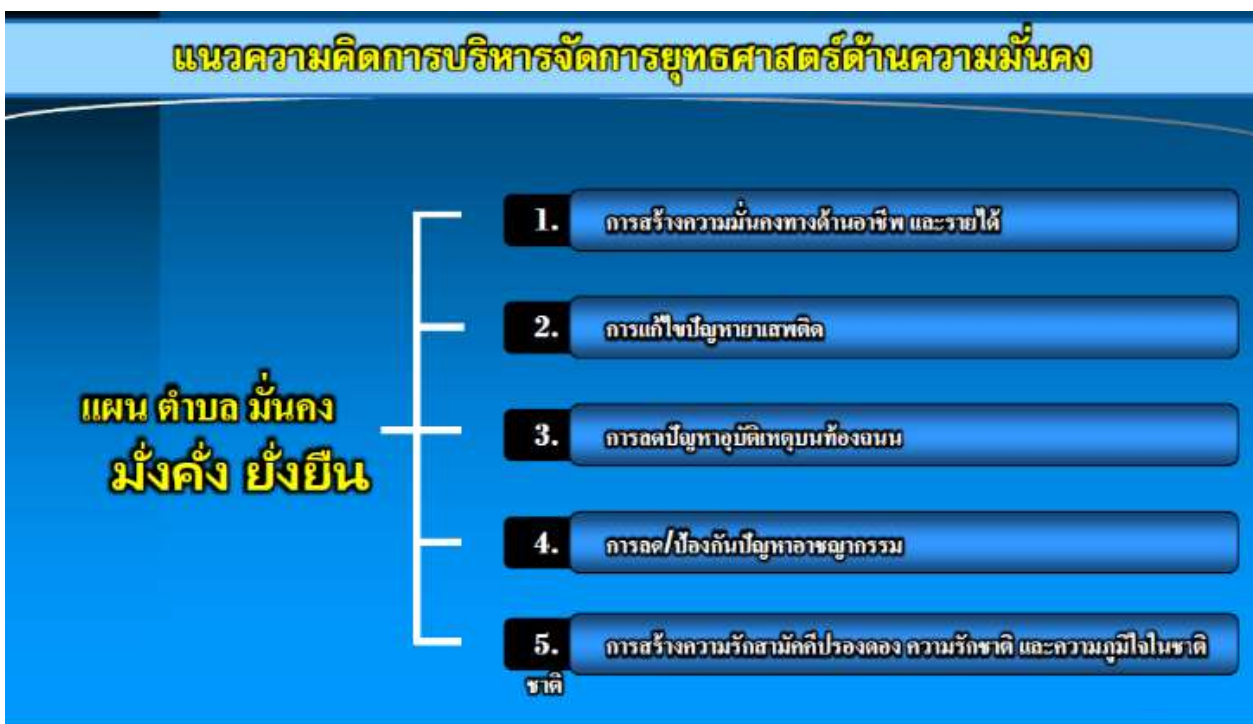 แนวความคิดการบริหารจัดการยุทธศาสตร์ด้านความมั่นคง
แผน ตำบล มั่นคง
มั่งคั่ง ยั่งยืน
1. การสร้างความมั่นคงทางด้านอาชีพ และรายได้
2. การแก้ไขปัญหายาเสพติด
3. การลดปัญหาอุบัติเหตุบนท้องถนน
4. การลด/ป้องกันปัญหาอาชญากรรม
5. การสร้างความรักสามัคคีปรองดอง ความรักชาติ และความภูมิใจในชาติ
ชาติ